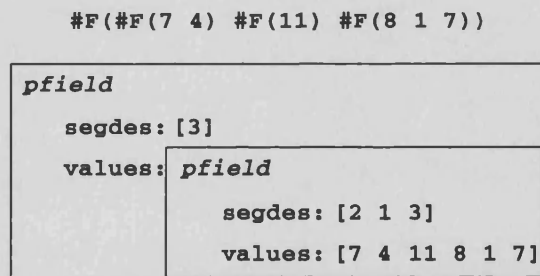 #F(#F(7 4) #F(11) #F(8 1 7))
pfield
segdes: [3]
values: pfield
segdes: [2 1 3]
values: [7 4 11 8 1 7]